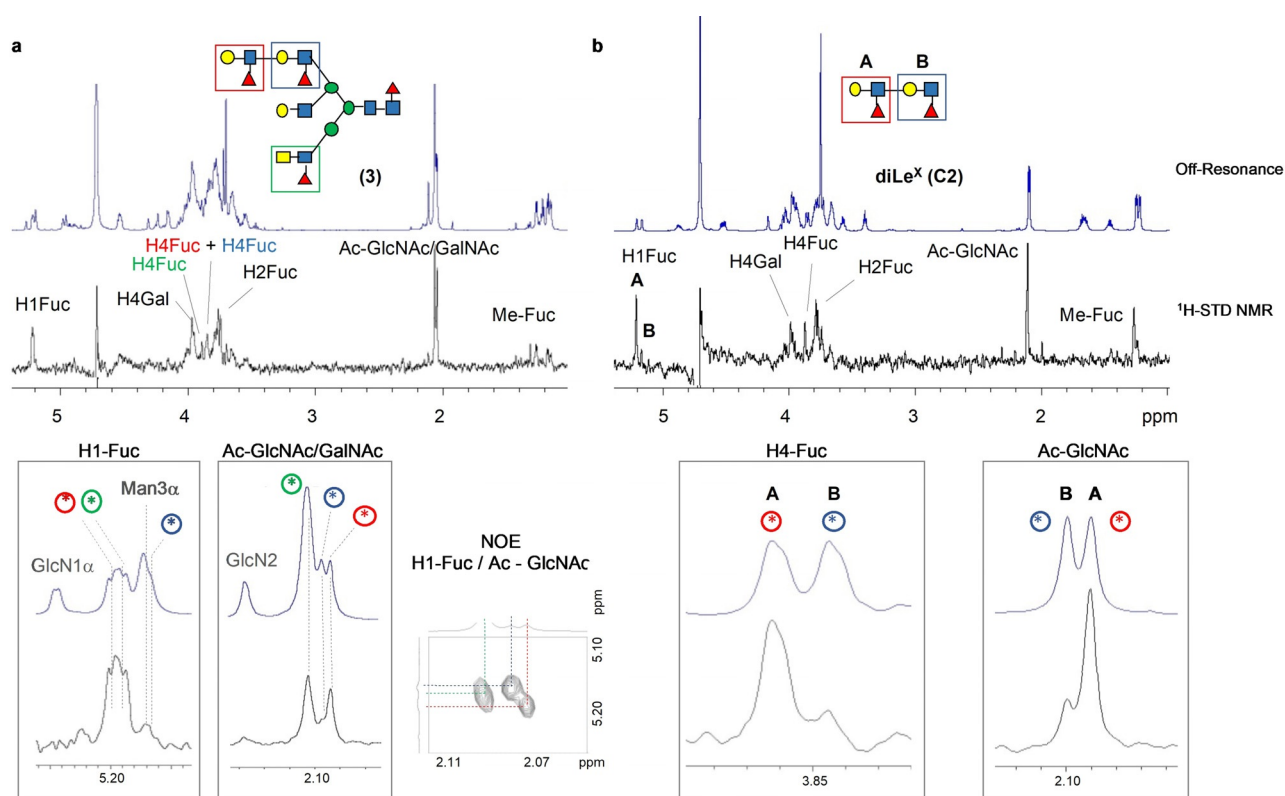 a
(3)
H4Fuc + H4Fuc
H4Fuc
Ac-GlcNAc/GalNAc
H2Fuc
H4Gal
H1Fuc
Me-Fuc
5
4
3
2
b
A
B
diLeˣ (C2)
Off-Resonance
H4Fuc
Ac-GlcNAc
H1Fuc
H4Gal
H2Fuc
A
B
Me-Fuc
¹H-STD NMR
5
4
3
2
ppm
H1-Fuc
Man3α
GlcN1α
*
*
*
5.20
Ac-GlcNAc/GalNAc
*
*
*
GlcN2
2.10
NOE
H1-Fuc / Ac - GlcNAc
ppm
5.10
5.20
2.11
2.07
ppm
H4-Fuc
A
B
*
*
3.85
Ac-GlcNAc
B
A
*
*
2.10